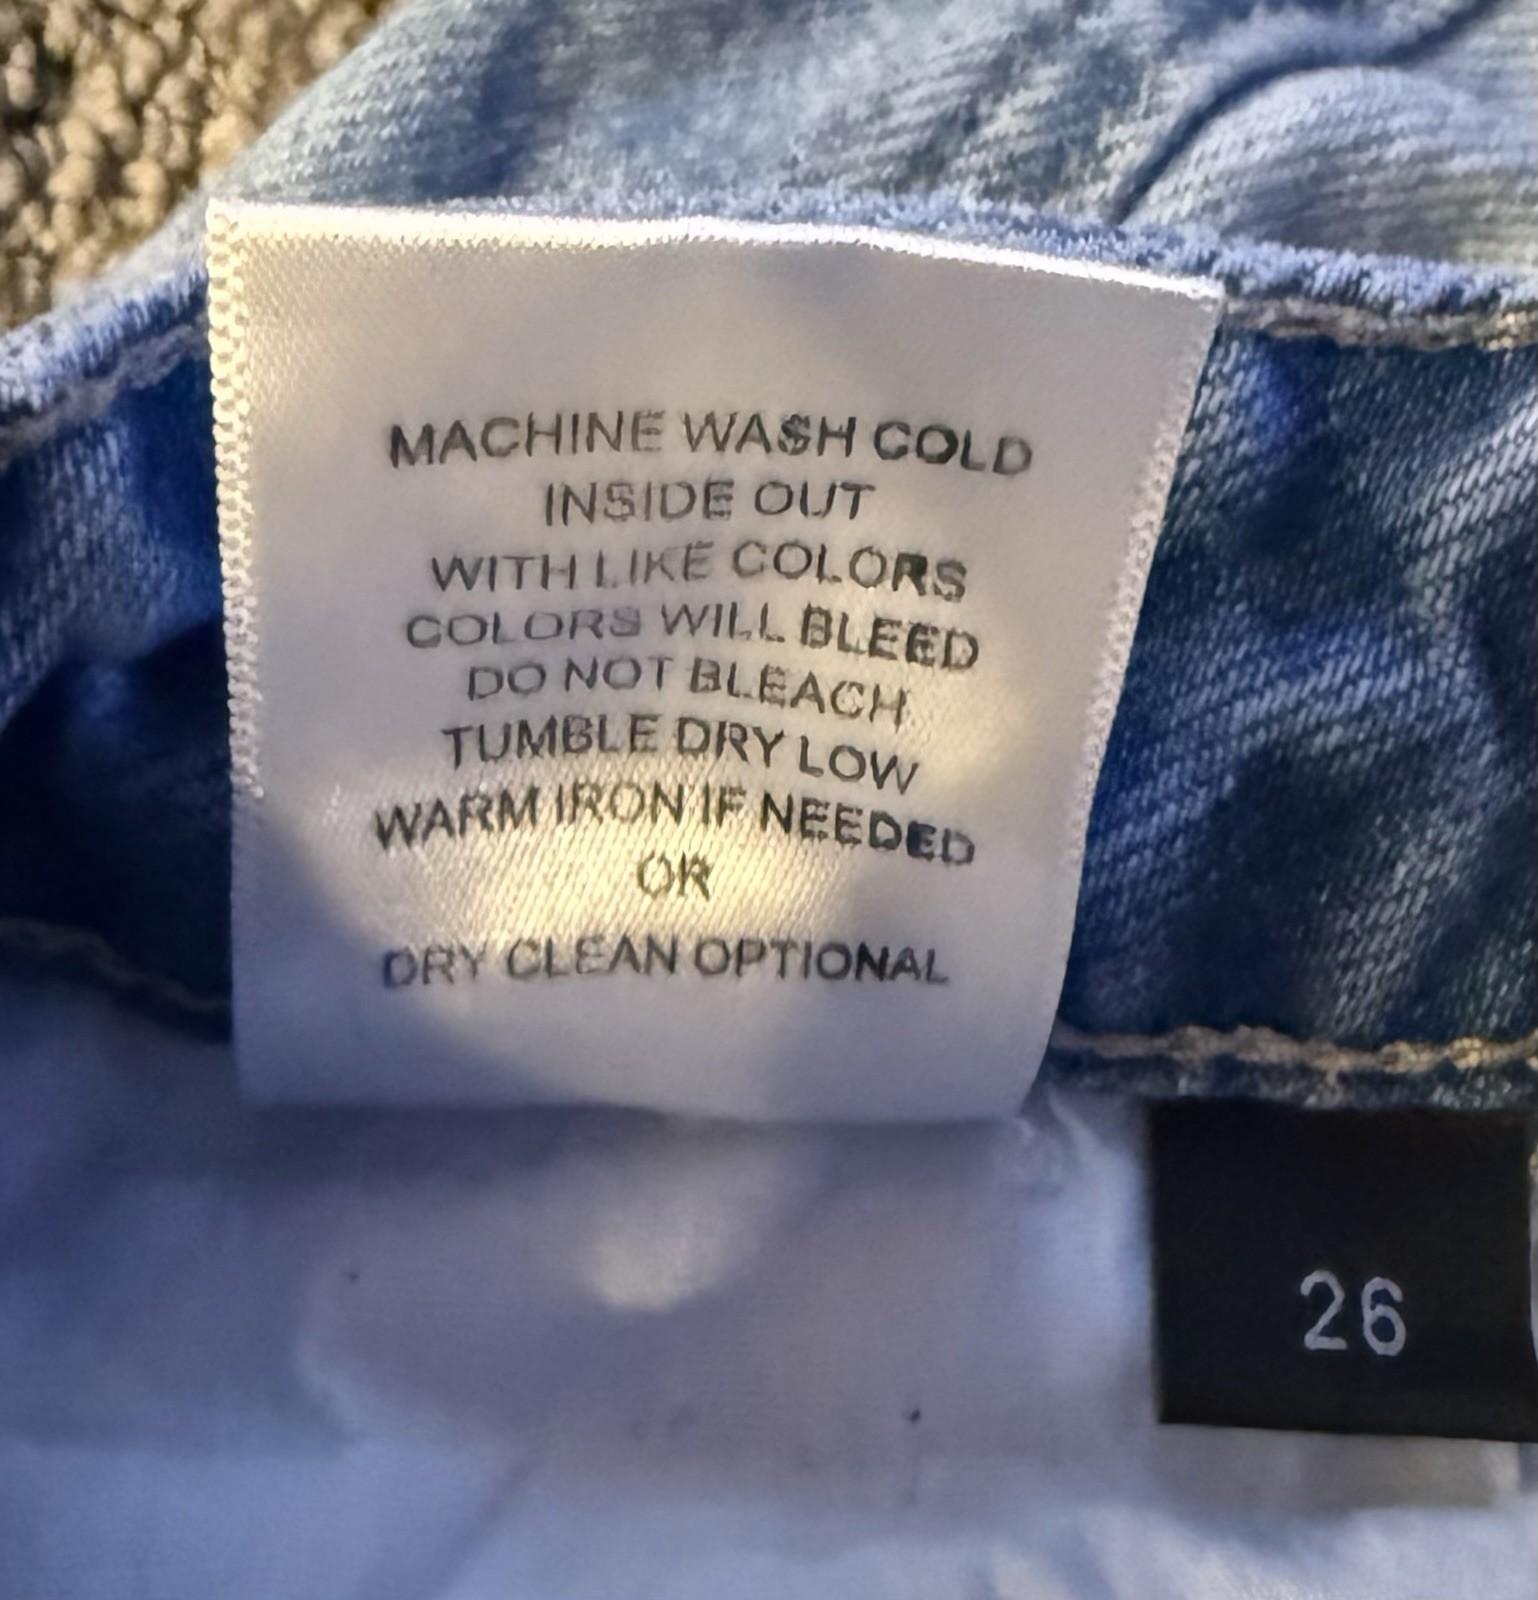 MACHINE WASH COLD
INSIDE OUT
WITH LIKE COLORS
COLORS WILL BLEED
DO NOT BLEACH
TUMBLE DRY LOW
WARM IRON IF NEEDED
OR
DRY CLEAN OPTIONAL
26